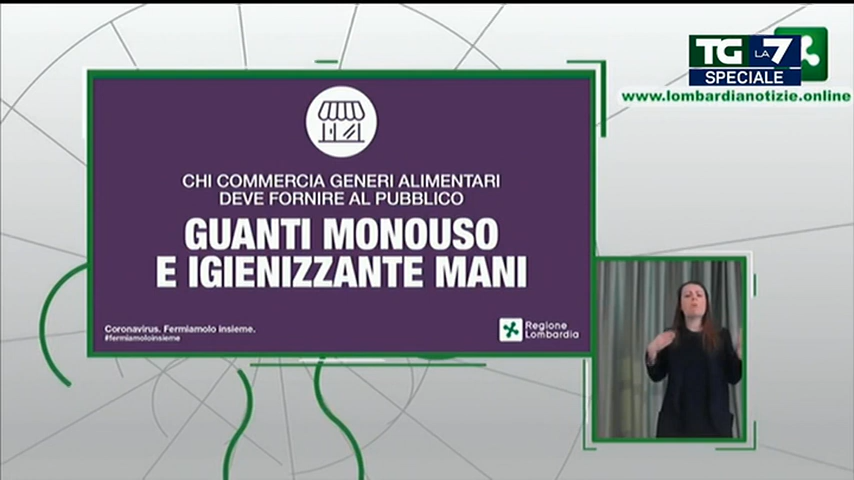 TG LA 7
SPECIALE
www.lombardianotizie.online
CHI COMMERCIA GENERI ALIMENTARI
DEVE FORNIRE AL PUBBLICO
GUANTI MONOUSO
E IGIENIZZANTE MANI
Coronavirus. Fermiamolo insieme.
#fermiamoloinsieme
Regione
Lombardia